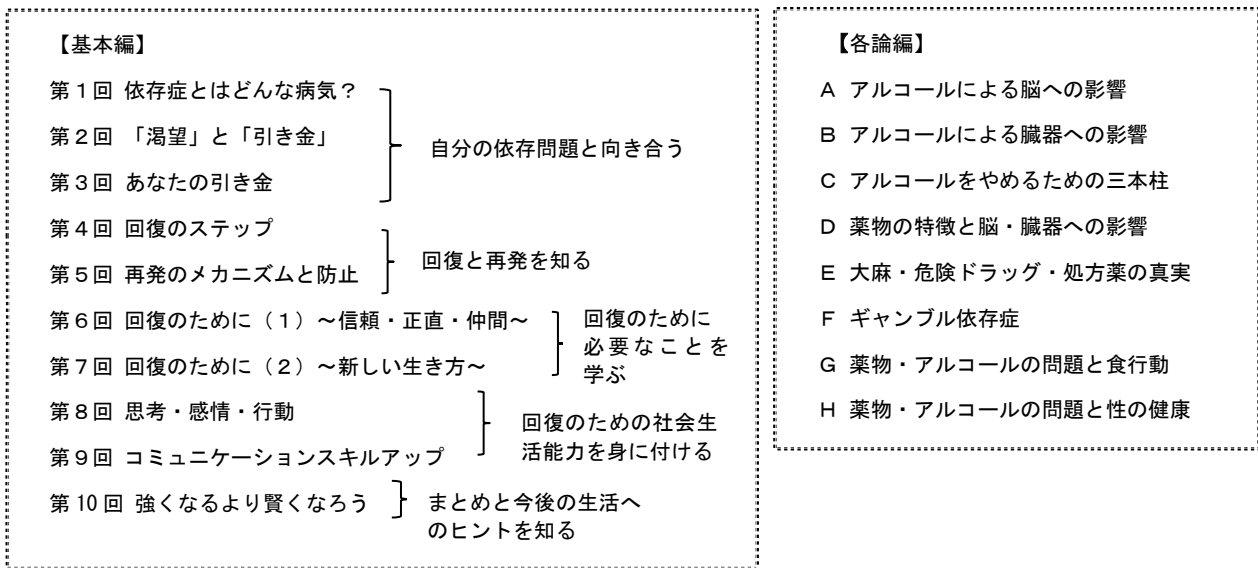 【基本編】
第1回 依存症とはどんな病気？
第2回 「渇望」と「引き金」
第3回 あなたの引き金
自分の依存問題と向き合う
第4回 回復のステップ
第5回 再発のメカニズムと防止
回復と再発を知る
第6回 回復のために（1）～信頼・正直・仲間～
第7回 回復のために（2）～新しい生き方～
回復のために
必要なことを
学ぶ
第8回 思考・感情・行動
第9回 コミュニケーションスキルアップ
回復のための社会生
活能力を身に付ける
第10回 強くなるより賢くなろう
まとめと今後の生活へ
のヒントを知る
【各論編】
A アルコールによる脳への影響
B アルコールによる臓器への影響
C アルコールをやめるための三本柱
D 薬物の特徴と脳・臓器への影響
E 大麻・危険ドラッグ・処方薬の真実
F ギャンブル依存症
G 薬物・アルコールの問題と食行動
H 薬物・アルコールの問題と性の健康